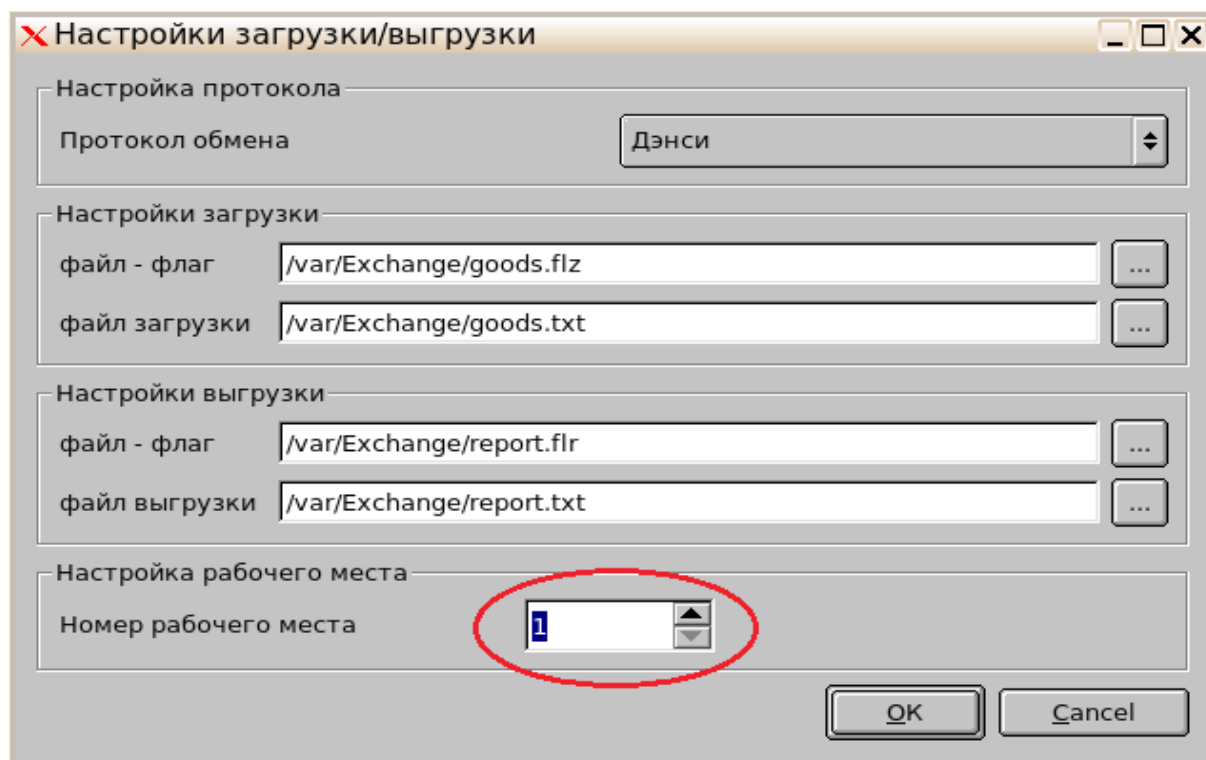 Настройки загрузки/выгрузки
Настройка протокола
Протокол обмена Дэнси
Настройки загрузки
файл - флаг /var/Exchange/goods.flz ...
файл загрузки /var/Exchange/goods.txt ...
Настройки выгрузки
файл - флаг /var/Exchange/report.flr ...
файл выгрузки /var/Exchange/report.txt ...
Настройка рабочего места
Номер рабочего места 1
OK Cancel